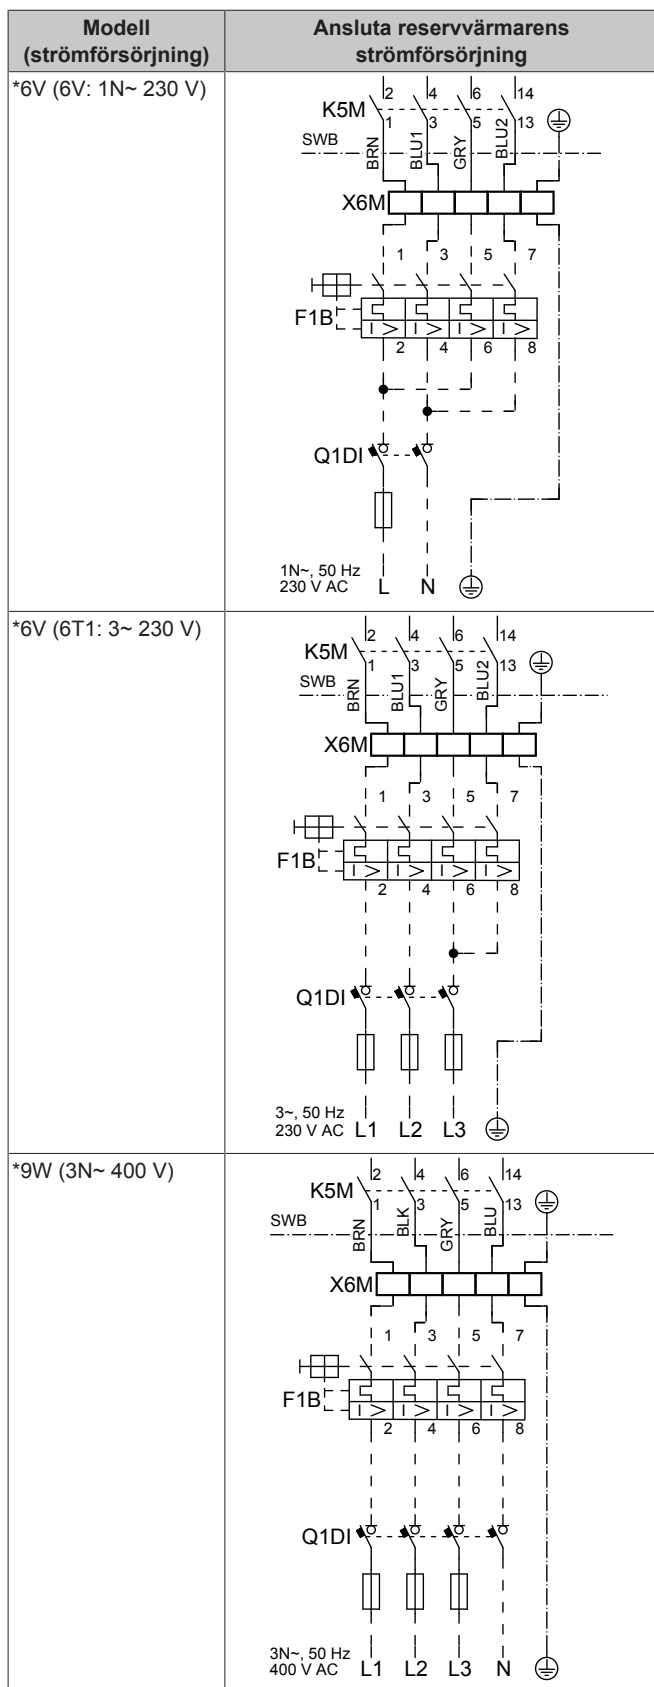 Modell
(strömförsörjning)
Ansluta reservvärmarens
strömförsörjning
*6V (6V: 1N~ 230 V)
2 4 6 14
K5M
1 3 5 13
SWB
BRN BLU1 GRY BLU2
X6M
1 3 5 7
F1B
I > I > I > I >
2 4 6 8
Q1DI
1N~, 50 Hz
230 V AC L N
*6V (6T1: 3~ 230 V)
2 4 6 14
K5M
1 3 5 13
SWB
BRN BLU1 GRY BLU2
X6M
1 3 5 7
F1B
I > I > I > I >
2 4 6 8
Q1DI
3~, 50 Hz
230 V AC L1 L2 L3
*9W (3N~ 400 V)
2 4 6 14
K5M
1 3 5 13
SWB
BRN BLK GRY BLU
X6M
1 3 5 7
F1B
I > I > I > I >
2 4 6 8
Q1DI
3N~, 50 Hz
400 V AC L1 L2 L3 N